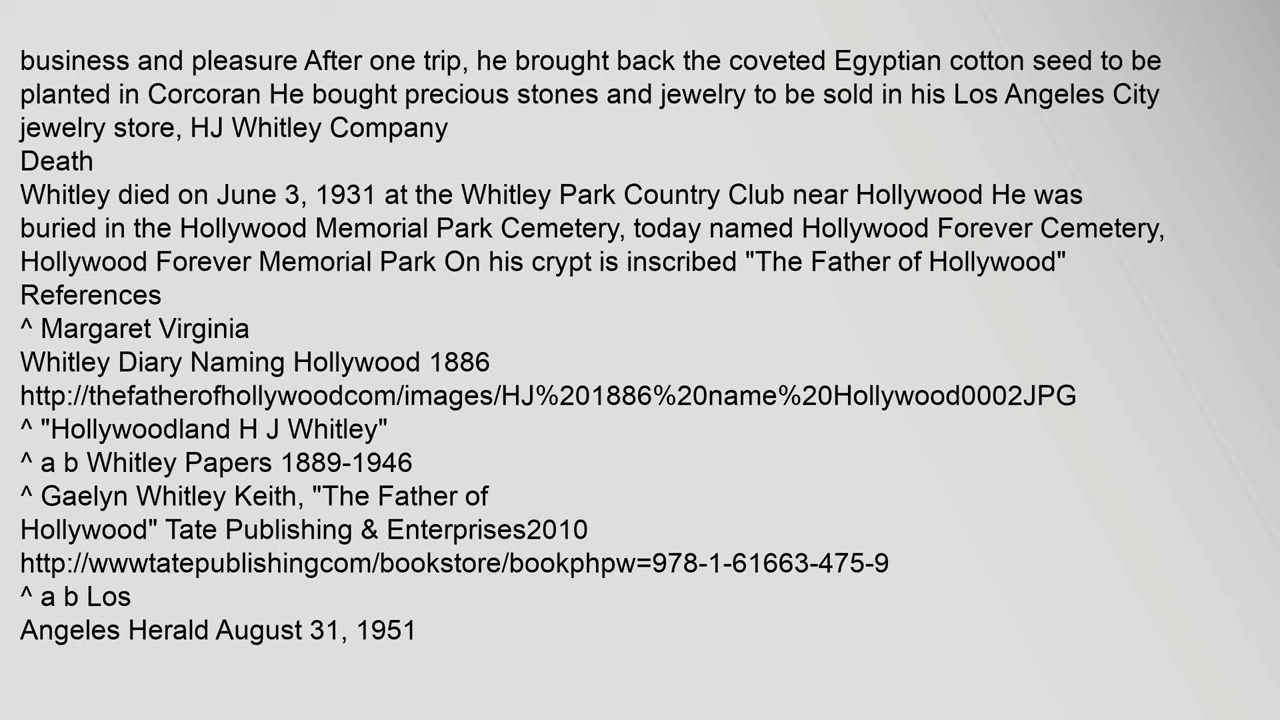 business and pleasure After one trip, he brought back the coveted Egyptian cotton seed to be
planted in Corcoran He bought precious stones and jewelry to be sold in his Los Angeles City
jewelry store, HJ Whitley Company
Death
Whitley died on June 3, 1931 at the Whitley Park Country Club near Hollywood He was
buried in the Hollywood Memorial Park Cemetery, today named Hollywood Forever Cemetery,
Hollywood Forever Memorial Park On his crypt is inscribed "The Father of Hollywood"
References
^ Margaret Virginia
Whitley Diary Naming Hollywood 1886
http://thefatherofhollywoodcom/images/HJ%201886%20name%20Hollywood0002JPG
^ "Hollywoodland H J Whitley"
^ a b Whitley Papers 1889-1946
^ Gaelyn Whitley Keith, "The Father of
Hollywood" Tate Publishing & Enterprises2010
http://wwwtatepublishingcom/bookstore/bookphpw=978-1-61663-475-9
^ a b Los
Angeles Herald August 31, 1951